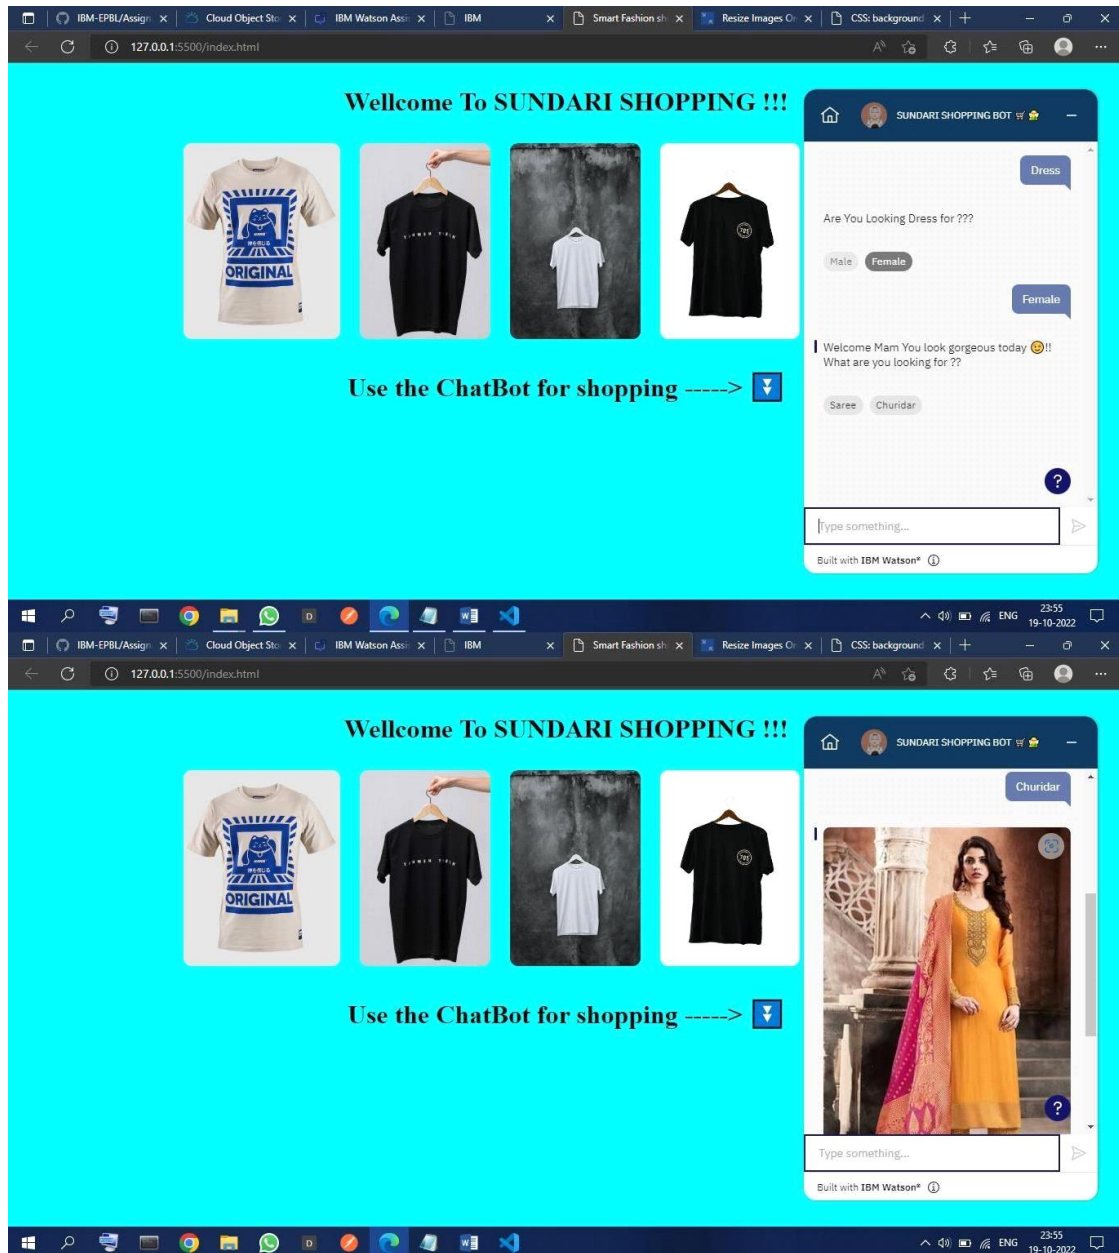 IBM-EPBL/Assign
Cloud Object Sto
IBM Watson Assi
IBM
Smart Fashion sh
Resize Images On
CSS: background
127.0.0.1:5500/index.html
Wellcome To SUNDARI SHOPPING !!!
ORIGINAL
705
Use the ChatBot for shopping ----->
SUNDARI SHOPPING BOT
Dress
Are You Looking Dress for ???
Male Female
Female
Welcome Mam You look gorgeous today 😉!!
What are you looking for ??
Saree Churidar
?
Type something...
Built with IBM Watson®
ENG
23:55
19-10-2022
IBM-EPBL/Assign
Cloud Object Sto
IBM Watson Assi
IBM
Smart Fashion sh
Resize Images On
CSS: background
127.0.0.1:5500/index.html
Wellcome To SUNDARI SHOPPING !!!
ORIGINAL
705
Use the ChatBot for shopping ----->
SUNDARI SHOPPING BOT
Churidar
?
Type something...
Built with IBM Watson®
ENG
23:55
19-10-2022